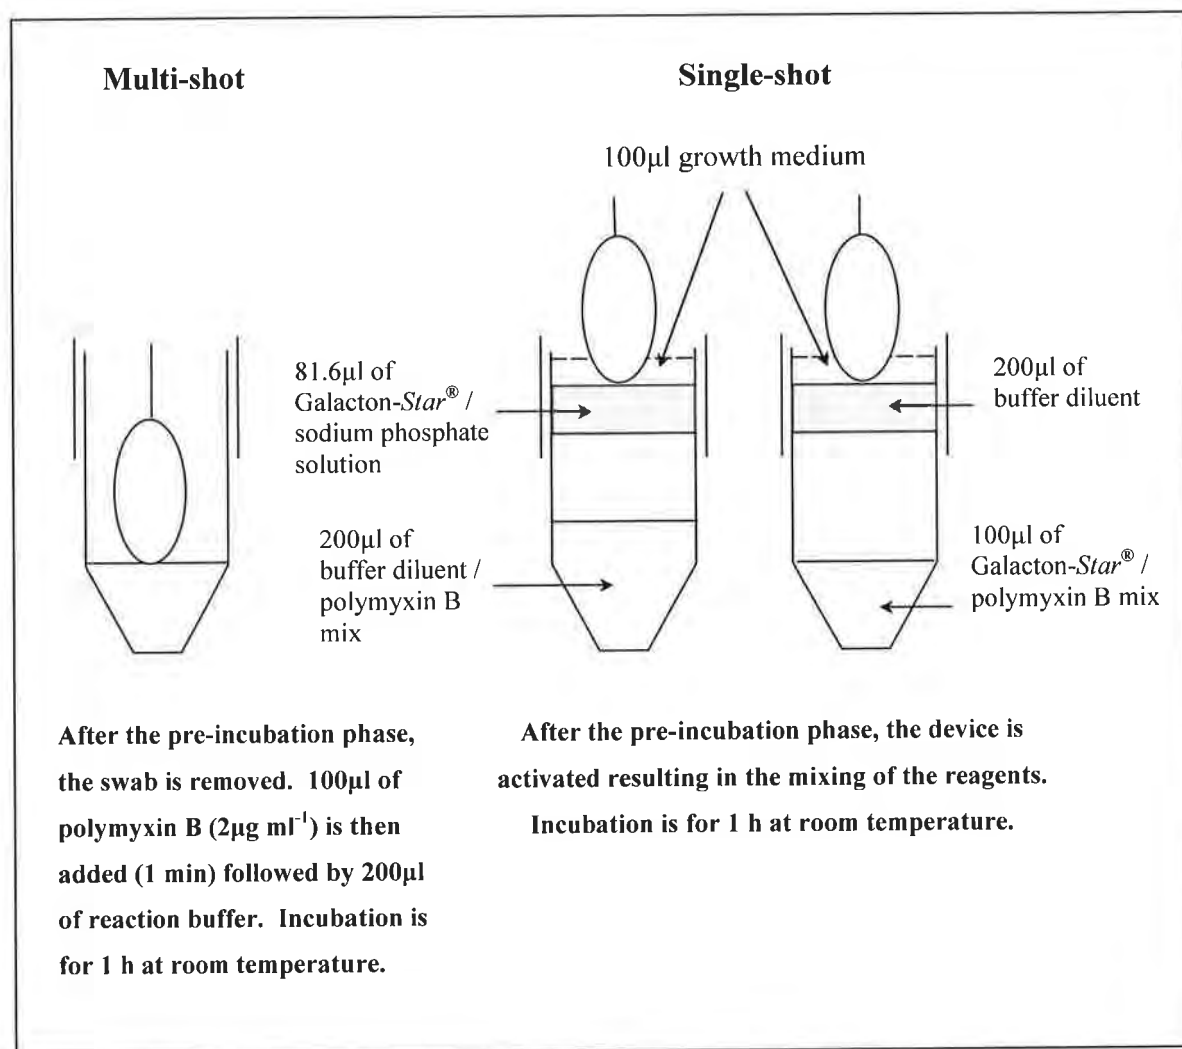 Multi-shot
Single-shot
100µl growth medium
81.6µl of
Galacton-Star® /
sodium phosphate
solution
200µl of
buffer diluent /
polymyxin B
mix
200µl of
buffer diluent
100µl of
Galacton-Star® /
polymyxin B mix
After the pre-incubation phase,
the swab is removed.  100µl of
polymyxin B (2µg ml⁻¹) is then
added (1 min) followed by 200µl
of reaction buffer.  Incubation is
for 1 h at room temperature.
After the pre-incubation phase, the device is
activated resulting in the mixing of the reagents.
Incubation is for 1 h at room temperature.